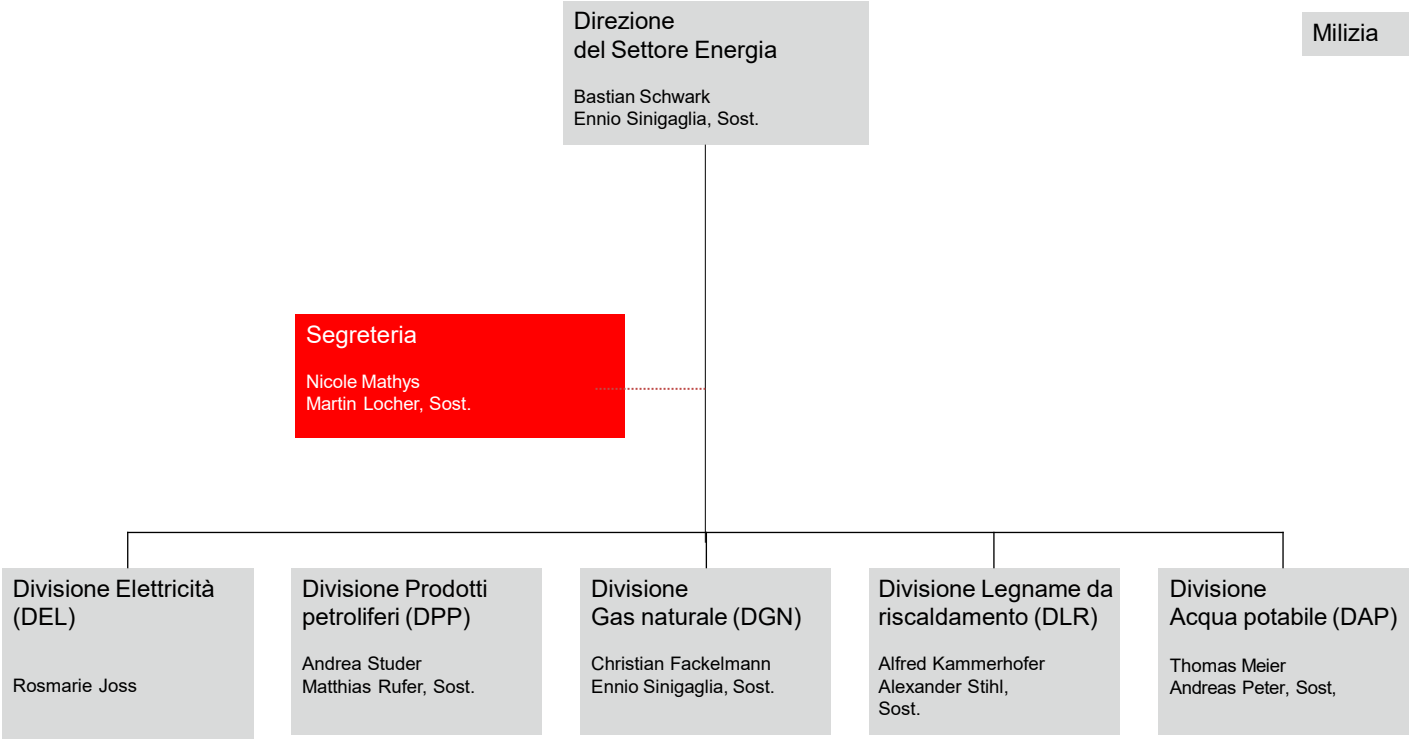 Direzione
del Settore Energia
Bastian Schwark
Ennio Sinigaglia, Sost.
Milizia
Segreteria
Nicole Mathys
Martin Locher, Sost.
Divisione Elettricità
(DEL)
Rosmarie Joss
Divisione Prodotti
petroliferi (DPP)
Andrea Studer
Matthias Rufer, Sost.
Divisione
Gas naturale (DGN)
Christian Fackelmann
Ennio Sinigaglia, Sost.
Divisione Legname da
riscaldamento (DLR)
Alfred Kammerhofer
Alexander Stihl,
Sost.
Divisione
Acqua potabile (DAP)
Thomas Meier
Andreas Peter, Sost,